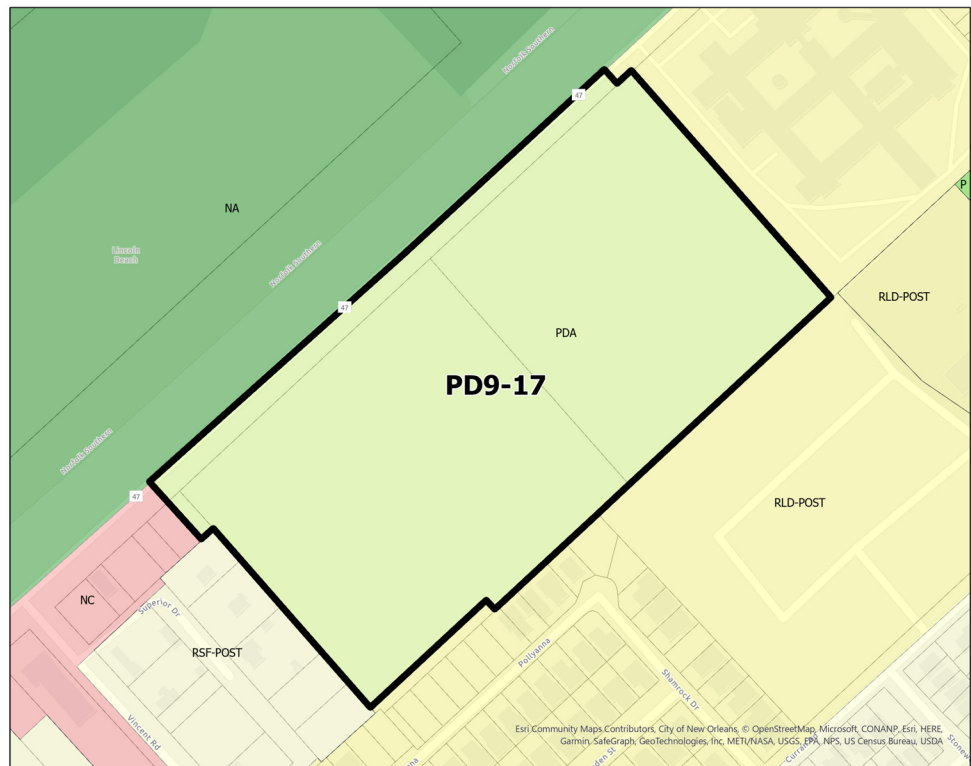 Norfolk Southern
47
P
NA
Lincoln
Beach
Norfolk Southern
RLD-POST
47
PDA
PD9-17
Norfolk Southern
47
RLD-POST
NC
Superior Dr
RSF-POST
Pollyanna
Shamrock Dr
Vincent Rd
Esri Community Maps Contributors, City of New Orleans, © OpenStreetMap, Microsoft, CONANP, Esri, HERE,
Garmin, SafeGraph, GeoTechnologies, Inc, METI/NASA, USGS, EPA, NPS, US Census Bureau, USDA